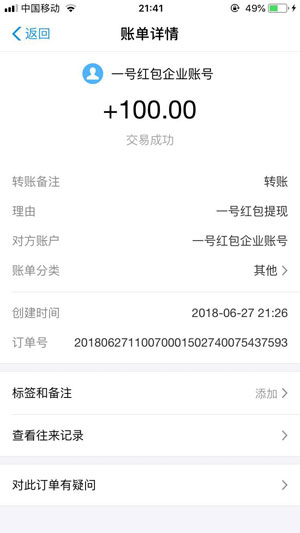 中国移动 21:41 49%
返回 账单详情
一号红包企业账号
+100.00
交易成功
转账备注 转账
理由 一号红包提现
对方账户 一号红包企业账号
账单分类 其他
创建时间 2018-06-27 21:26
订单号 20180627110070001502740075437593
标签和备注 添加
查看往来记录
对此订单有疑问